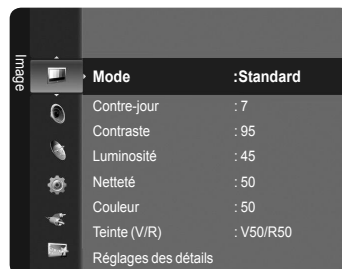 Image
Mode :Standard
Contre-jour : 7
Contraste : 95
Luminosité : 45
Netteté : 50
Couleur : 50
Teinte (V/R) : V50/R50
Réglages des détails